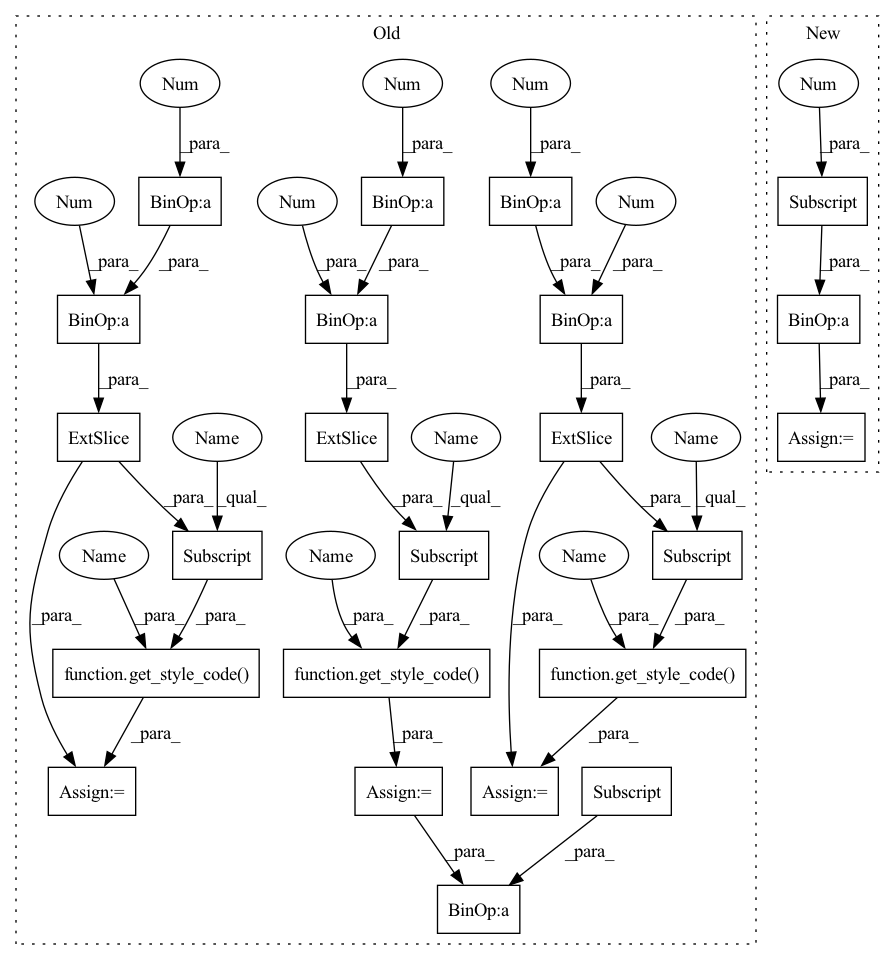 Old
New
Num
Num
Num
Num
_para_
_para_
_para_
_para_
Num
BinOp:a
Num
BinOp:a
BinOp:a
Num
Subscript
_para_
_para_
_para_
_para_
_para_
_para_
_para_
BinOp:a
BinOp:a
BinOp:a
BinOp:a
_para_
_para_
_para_
_para_
ExtSlice
Name
ExtSlice
Name
ExtSlice
Name
Assign:=
_para_
_qual_
_para_
_qual_
_para_
_qual_
Name
Subscript
Name
Subscript
Name
Subscript
_para_
_para_
_para_
_para_
_para_
_para_
_para_
_para_
function.get_style_code()
function.get_style_code()
function.get_style_code()
_para_
_para_
_para_
Assign:=
Assign:=
Assign:=
Subscript
_para_
_para_
BinOp:a